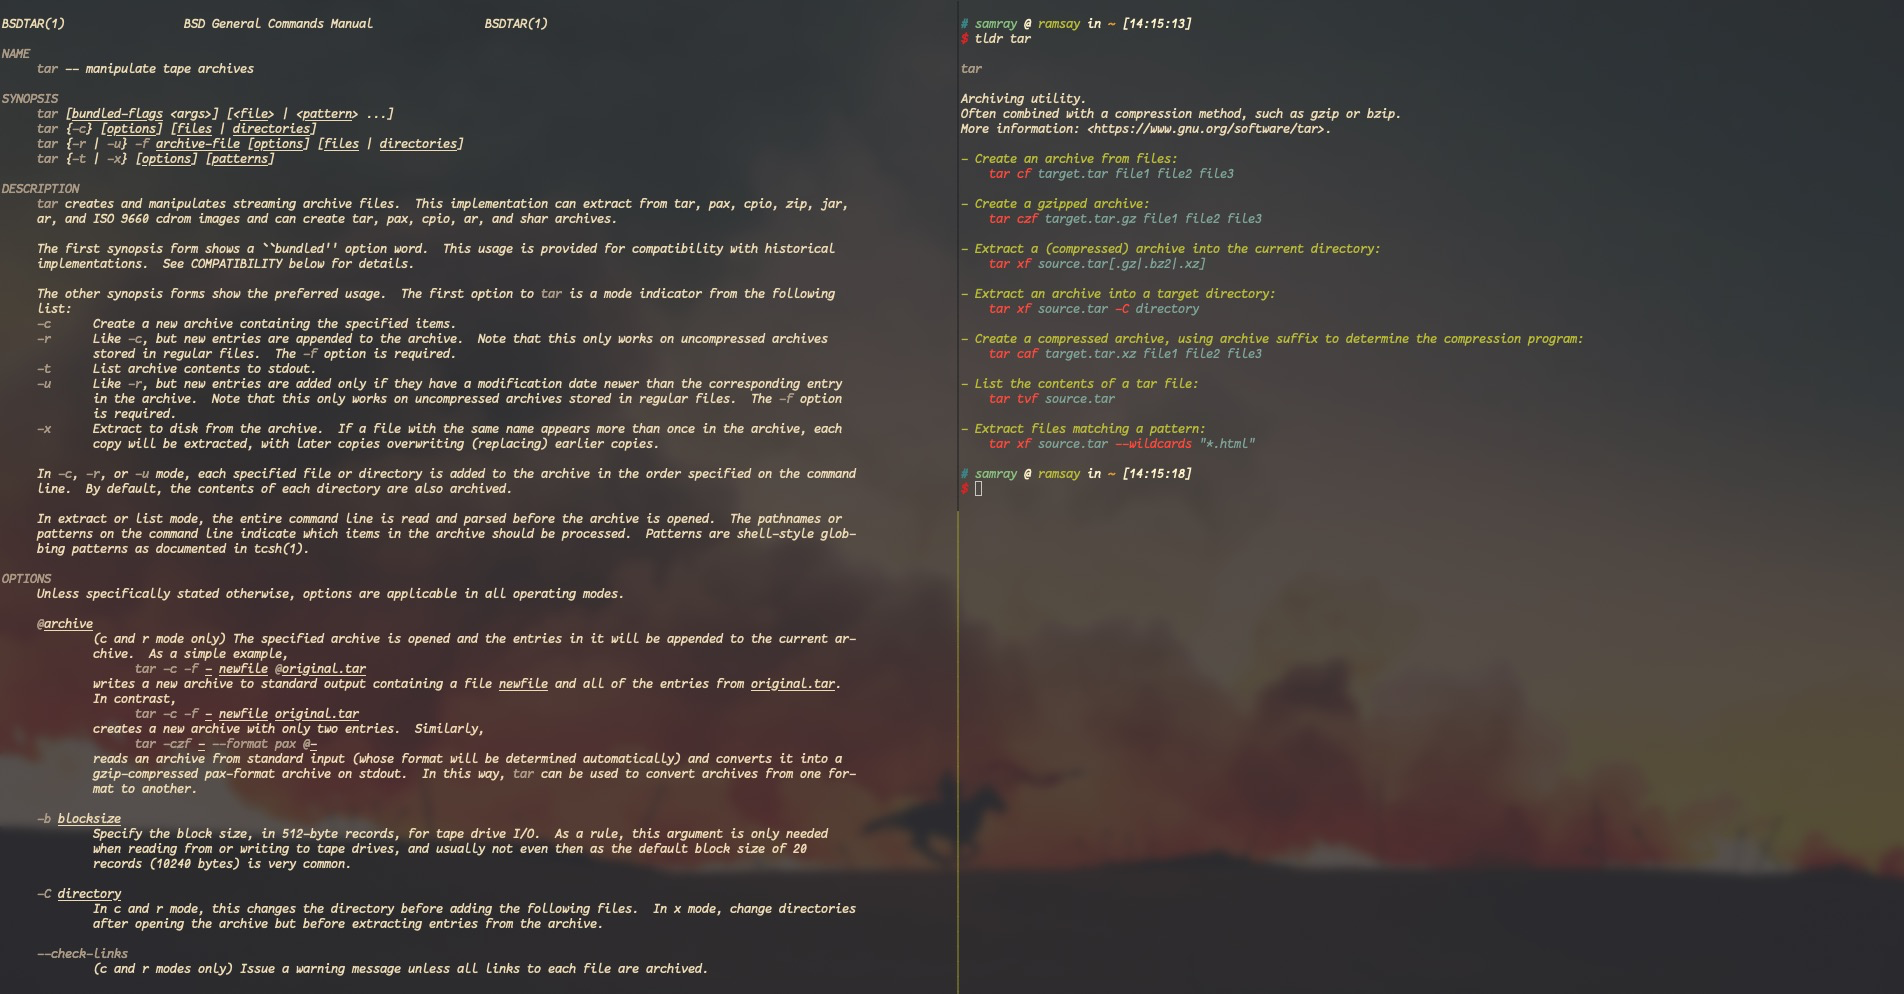 BSDTAR(1) BSD General Commands Manual BSDTAR(1)
NAME
tar -- manipulate tape archives
SYNOPSIS
tar [bundled-flags <args>] [<file> | <pattern> ...]
tar {-c} [options] [files | directories]
tar {-r | -u} -f archive-file [options] [files | directories]
tar {-t | -x} [options] [patterns]
DESCRIPTION
tar creates and manipulates streaming archive files.  This implementation can extract from tar, pax, cpio, zip, jar,
ar, and ISO 9660 cdrom images and can create tar, pax, cpio, ar, and shar archives.
The first synopsis form shows a ``bundled'' option word.  This usage is provided for compatibility with historical
implementations.  See COMPATIBILITY below for details.
The other synopsis forms show the preferred usage.  The first option to tar is a mode indicator from the following
list:
-c Create a new archive containing the specified items.
-r Like -c, but new entries are appended to the archive.  Note that this only works on uncompressed archives
stored in regular files.  The -f option is required.
-t List archive contents to stdout.
-u Like -r, but new entries are added only if they have a modification date newer than the corresponding entry
in the archive.  Note that this only works on uncompressed archives stored in regular files.  The -f option
is required.
-x Extract to disk from the archive.  If a file with the same name appears more than once in the archive, each
copy will be extracted, with later copies overwriting (replacing) earlier copies.
In -c, -r, or -u mode, each specified file or directory is added to the archive in the order specified on the command
line.  By default, the contents of each directory are also archived.
In extract or list mode, the entire command line is read and parsed before the archive is opened.  The pathnames or
patterns on the command line indicate which items in the archive should be processed.  Patterns are shell-style glob-
bing patterns as documented in tcsh(1).
OPTIONS
Unless specifically stated otherwise, options are applicable in all operating modes.
@archive
(c and r mode only) The specified archive is opened and the entries in it will be appended to the current ar-
chive.  As a simple example,
tar -c -f - newfile @original.tar
writes a new archive to standard output containing a file newfile and all of the entries from original.tar.
In contrast,
tar -c -f - newfile original.tar
creates a new archive with only two entries.  Similarly,
tar -czf - --format pax @-
reads an archive from standard input (whose format will be determined automatically) and converts it into a
gzip-compressed pax-format archive on stdout.  In this way, tar can be used to convert archives from one for-
mat to another.
-b blocksize
Specify the block size, in 512-byte records, for tape drive I/O.  As a rule, this argument is only needed
when reading from or writing to tape drives, and usually not even then as the default block size of 20
records (10240 bytes) is very common.
-C directory
In c and r mode, this changes the directory before adding the following files.  In x mode, change directories
after opening the archive but before extracting entries from the archive.
--check-links
(c and r modes only) Issue a warning message unless all links to each file are archived.
# samray @ ramsay in ~ [14:15:13]
$ tldr tar
tar
Archiving utility.
Often combined with a compression method, such as gzip or bzip.
More information: <https://www.gnu.org/software/tar>.
- Create an archive from files:
tar cf target.tar file1 file2 file3
- Create a gzipped archive:
tar czf target.tar.gz file1 file2 file3
- Extract a (compressed) archive into the current directory:
tar xf source.tar[.gz|.bz2|.xz]
- Extract an archive into a target directory:
tar xf source.tar -C directory
- Create a compressed archive, using archive suffix to determine the compression program:
tar caf target.tar.xz file1 file2 file3
- List the contents of a tar file:
tar tvf source.tar
- Extract files matching a pattern:
tar xf source.tar --wildcards "*.html"
# samray @ ramsay in ~ [14:15:18]
$